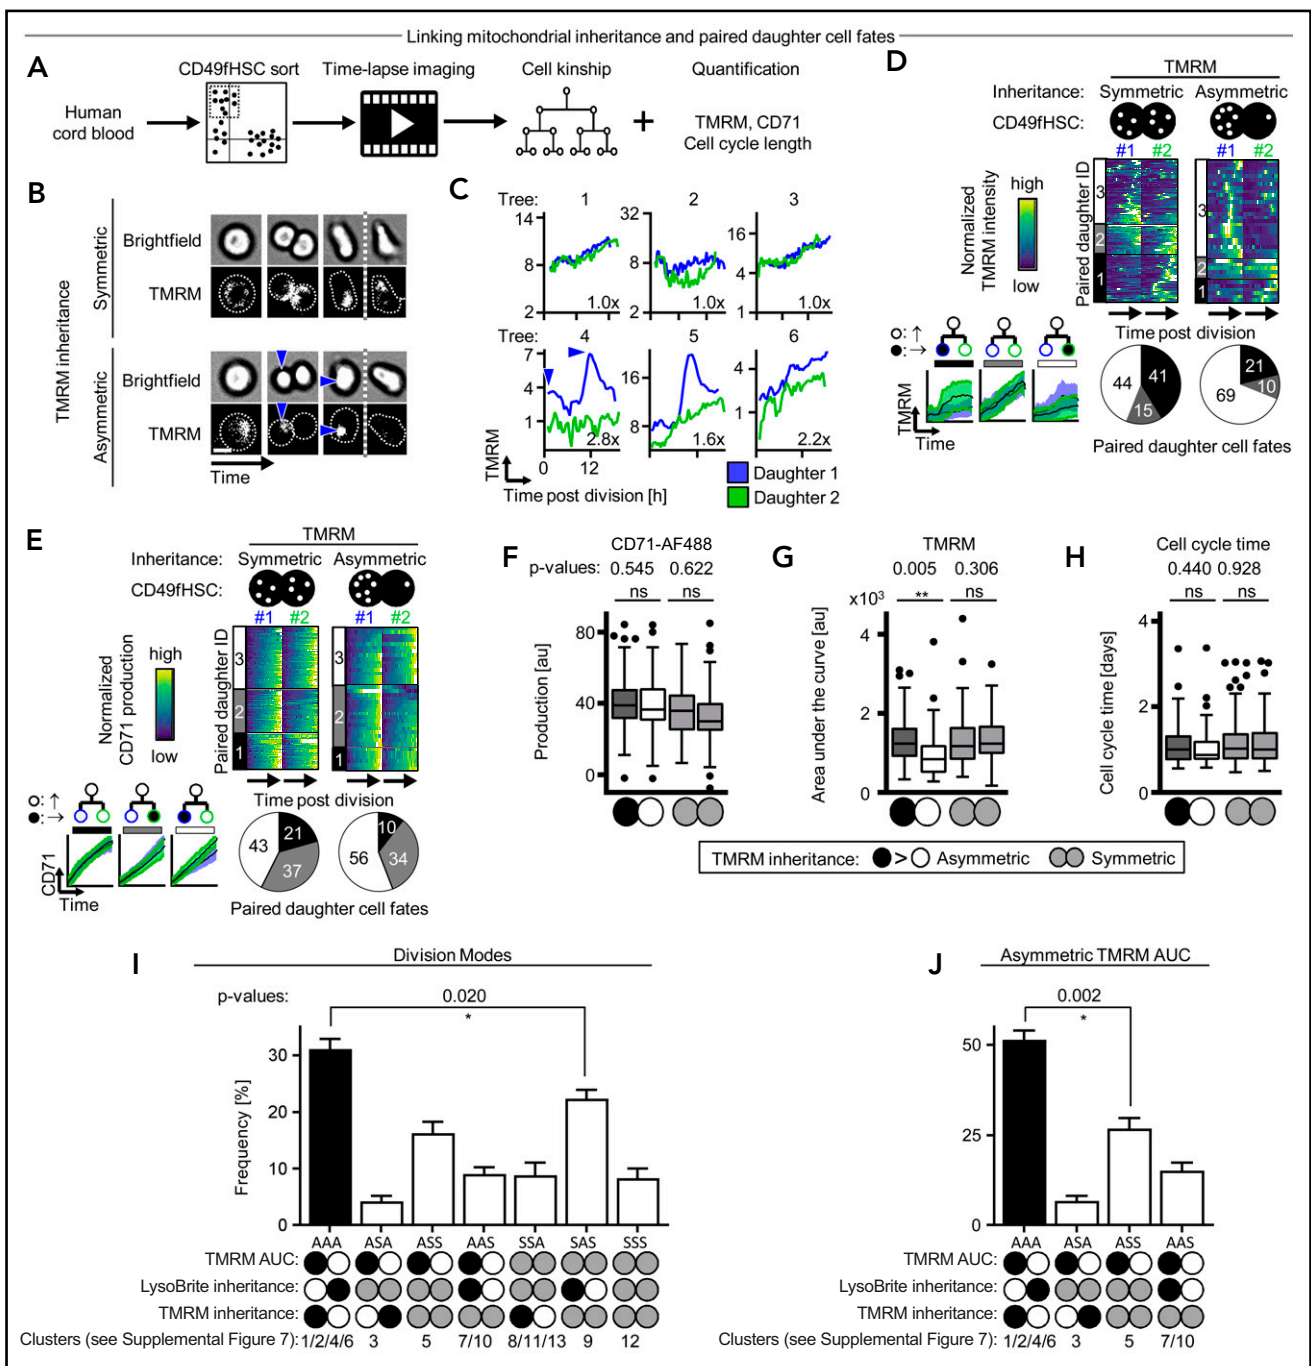 Linking mitochondrial inheritance and paired daughter cell fates
A
CD49fHSC sort
Time-lapse imaging
Cell kinship
Quantification
Human
cord blood
TMRM, CD71
Cell cycle length
B
TMRM inheritance
Symmetric
Brightfield
TMRM
Asymmetric
Brightfield
TMRM
Time
C
Tree: 1 2 3
14
8
2
1.0x
32
8
2
1.0x
16
4
1
1.0x
4 5 6
7
4
1
2.8x
16
8
1.6x
4
1
2.2x
0 12
TMRM
Time post division [h]
Daughter 1
Daughter 2
D
TMRM
Inheritance: Symmetric Asymmetric
CD49fHSC:
#1 #2 #1 #2
high
low
Normalized
TMRM intensity
Paired daughter ID
3
2
1
3
2
1
Time post division
○: ↑
●: →
TMRM
Time
44 41 15
69 21 10
Paired daughter cell fates
E
TMRM
Inheritance: Symmetric Asymmetric
CD49fHSC:
#1 #2 #1 #2
high
low
Normalized
CD71 production
Paired daughter ID
3
2
1
3
2
1
Time post division
○: ↑
●: →
CD71
Time
43 21 37
56 10 34
Paired daughter cell fates
F
CD71-AF488
p-values: 0.545 0.622
ns ns
Production [au]
80
40
0
G
TMRM
0.005 0.306
** ns
x10³
Area under the curve [au]
4
2
0
H
Cell cycle time
0.440 0.928
ns ns
Cell cycle time [days]
4
2
0
TMRM inheritance: > Asymmetric Symmetric
I
Division Modes
p-values: 0.020
*
Frequency [%]
30
20
10
0
AAA ASA ASS AAS SSA SAS SSS
TMRM AUC:
LysoBrite inheritance:
TMRM inheritance:
Clusters (see Supplemental Figure 7): 1/2/4/6 3 5 7/10 8/11/13 9 12
J
Asymmetric TMRM AUC
0.002
*
50
25
0
AAA ASA ASS AAS
TMRM AUC:
LysoBrite inheritance:
TMRM inheritance:
Clusters (see Supplemental Figure 7): 1/2/4/6 3 5 7/10